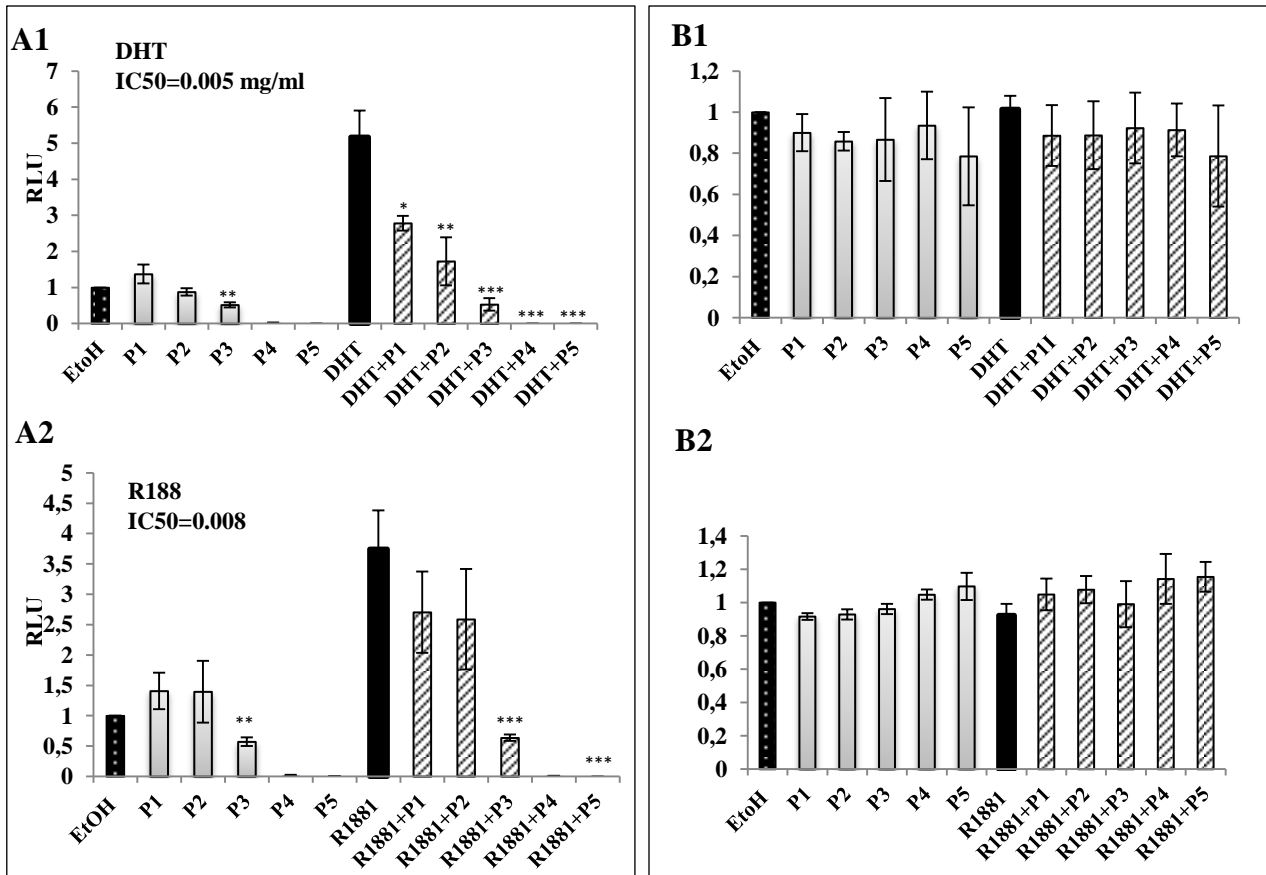 A1
DHT
IC50=0.005 mg/ml
7
6
5
4
3
2
1
0
RLU
**
*
**
***
***
***
EtoH
P1
P2
P3
P4
P5
DHT
DHT+P1
DHT+P2
DHT+P3
DHT+P4
DHT+P5
A2
R188
IC50=0.008
5
4,5
4
3,5
3
2,5
2
1,5
1
0,5
0
RLU
**
***
***
EtOH
P1
P2
P3
P4
P5
R1881
R1881+P1
R1881+P2
R1881+P3
R1881+P4
R1881+P5
B1
1,2
1
0,8
0,6
0,4
0,2
0
EtoH
P1
P2
P3
P4
P5
DHT
DHT+P1I
DHT+P2
DHT+P3
DHT+P4
DHT+P5
B2
1,4
1,2
1
0,8
0,6
0,4
0,2
0
EtoH
P1
P2
P3
P4
P5
R1881
R1881+P1
R1881+P2
R1881+P3
R1881+P4
R1881+P5